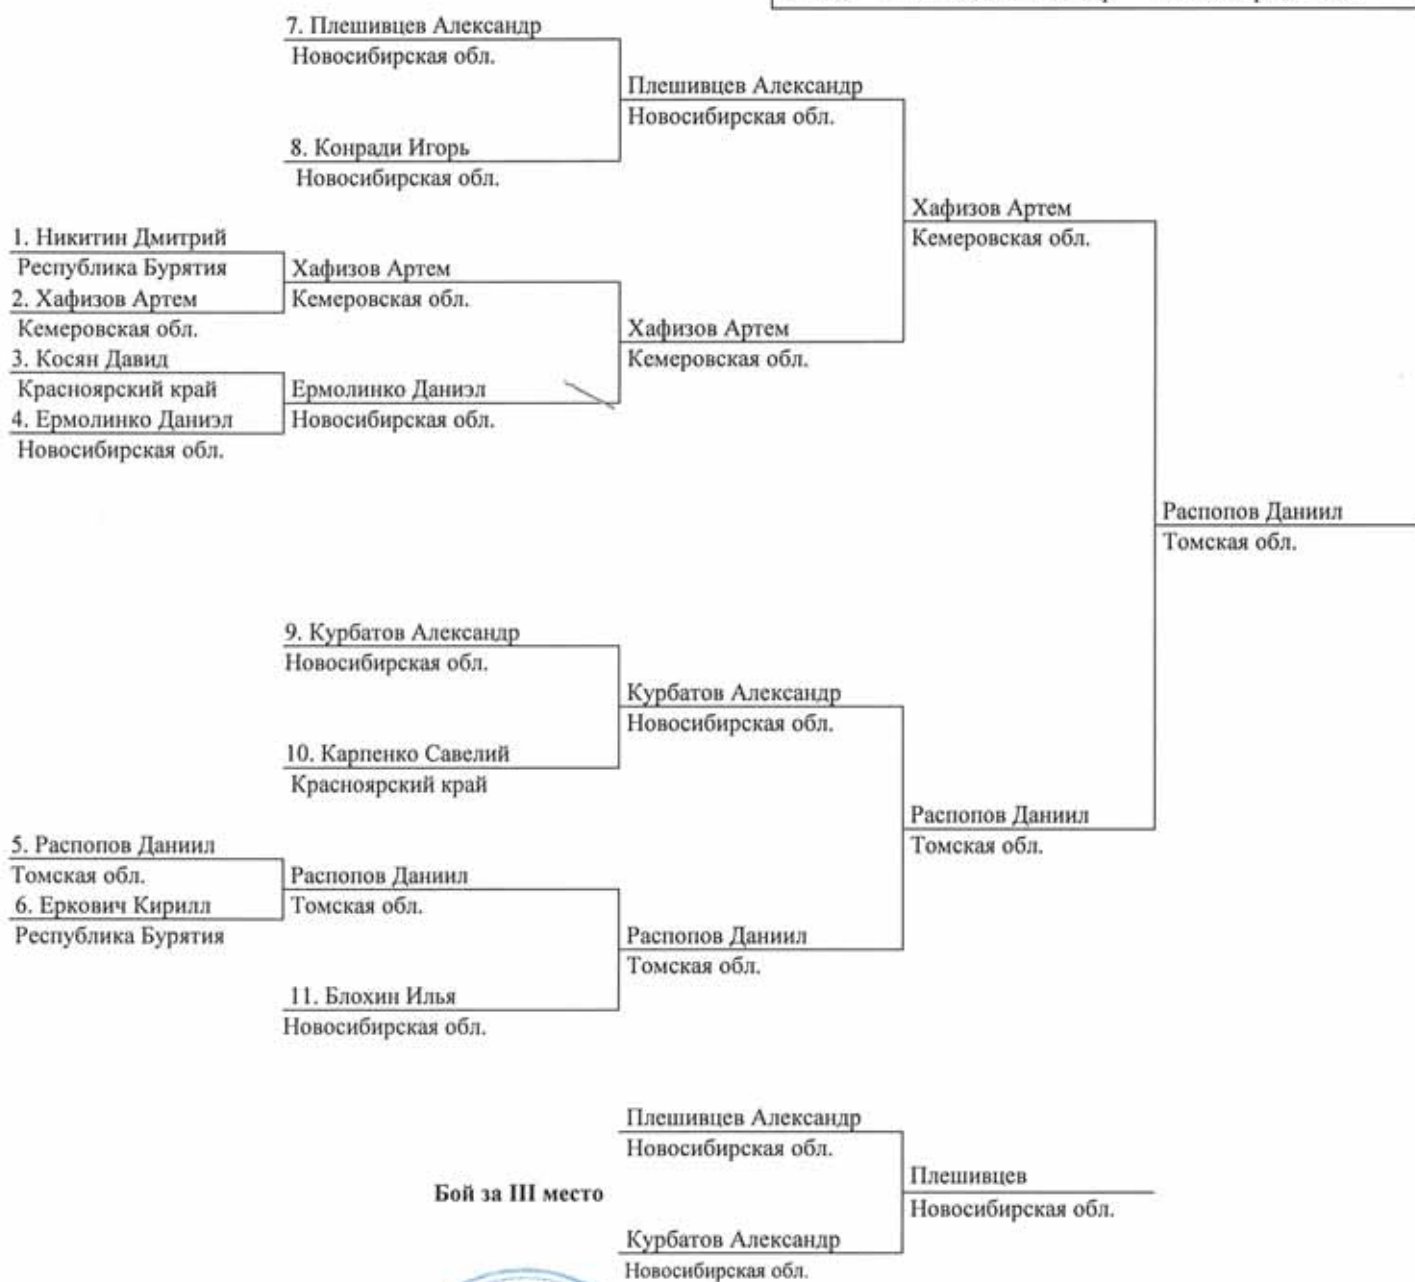 7. Плешивцев Александр
Новосибирская обл.
Плешивцев Александр
Новосибирская обл.
8. Конради Игорь
Новосибирская обл.
Хафизов Артем
Кемеровская обл.
1. Никитин Дмитрий
Республика Бурятия
2. Хафизов Артем
Кемеровская обл.
Хафизов Артем
Кемеровская обл.
Хафизов Артем
Кемеровская обл.
3. Косян Давид
Красноярский край
4. Ермолинко Даниэл
Новосибирская обл.
Ермолинко Даниэл
Новосибирская обл.
Распопов Даниил
Томская обл.
9. Курбатов Александр
Новосибирская обл.
Курбатов Александр
Новосибирская обл.
10. Карпенко Савелий
Красноярский край
Распопов Даниил
Томская обл.
5. Распопов Даниил
Томская обл.
6. Еркович Кирилл
Республика Бурятия
Распопов Даниил
Томская обл.
Распопов Даниил
Томская обл.
11. Блохин Илья
Новосибирская обл.
Плешивцев Александр
Новосибирская обл.
Бой за III место
Плешивцев
Новосибирская обл.
Курбатов Александр
Новосибирская обл.